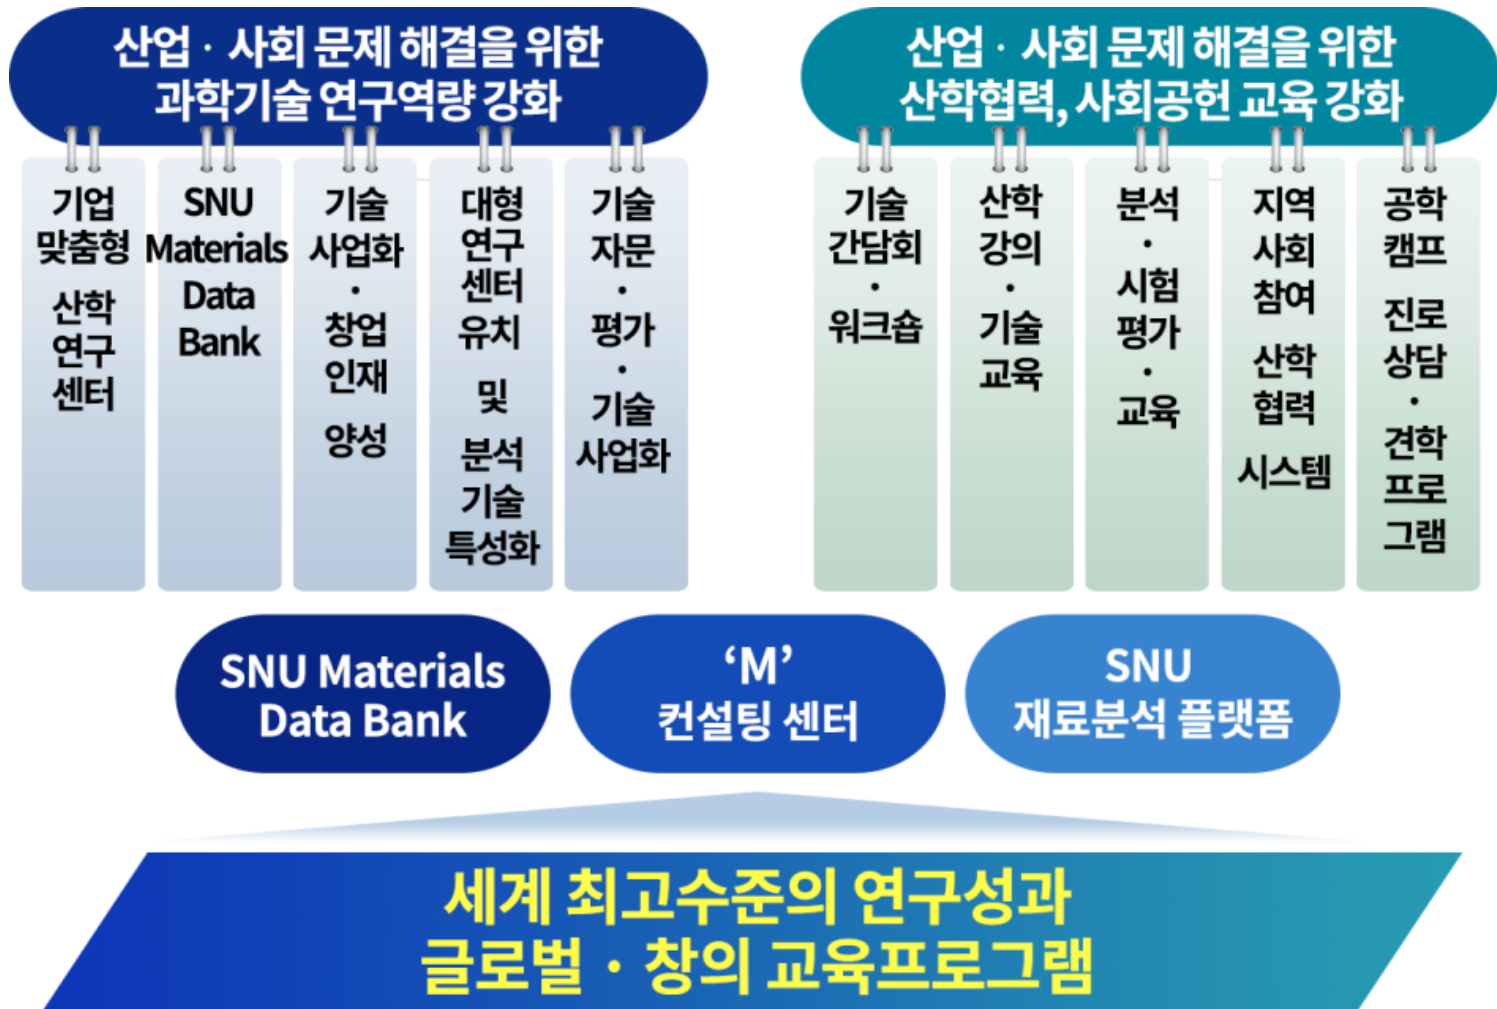 산업 · 사회 문제 해결을 위한
과학기술 연구역량 강화
기업
맞춤형
산학
연구
센터
SNU
Materials
Data
Bank
기술
사업화
·
창업
인재
양성
대형
연구
센터
유치
및
분석
기술
특성화
기술
자문
·
평가
·
기술
사업화
산업 · 사회 문제 해결을 위한
산학협력, 사회공헌 교육 강화
기술
간담회
·
워크숍
산학
강의
·
기술
교육
분석
·
시험
평가
·
교육
지역
사회
참여
산학
협력
시스템
공학
캠프
진로
상담
·
견학
프로
그램
SNU Materials
Data Bank
‘M’
컨설팅 센터
SNU
재료분석 플랫폼
세계 최고수준의 연구성과
글로벌 · 창의 교육프로그램